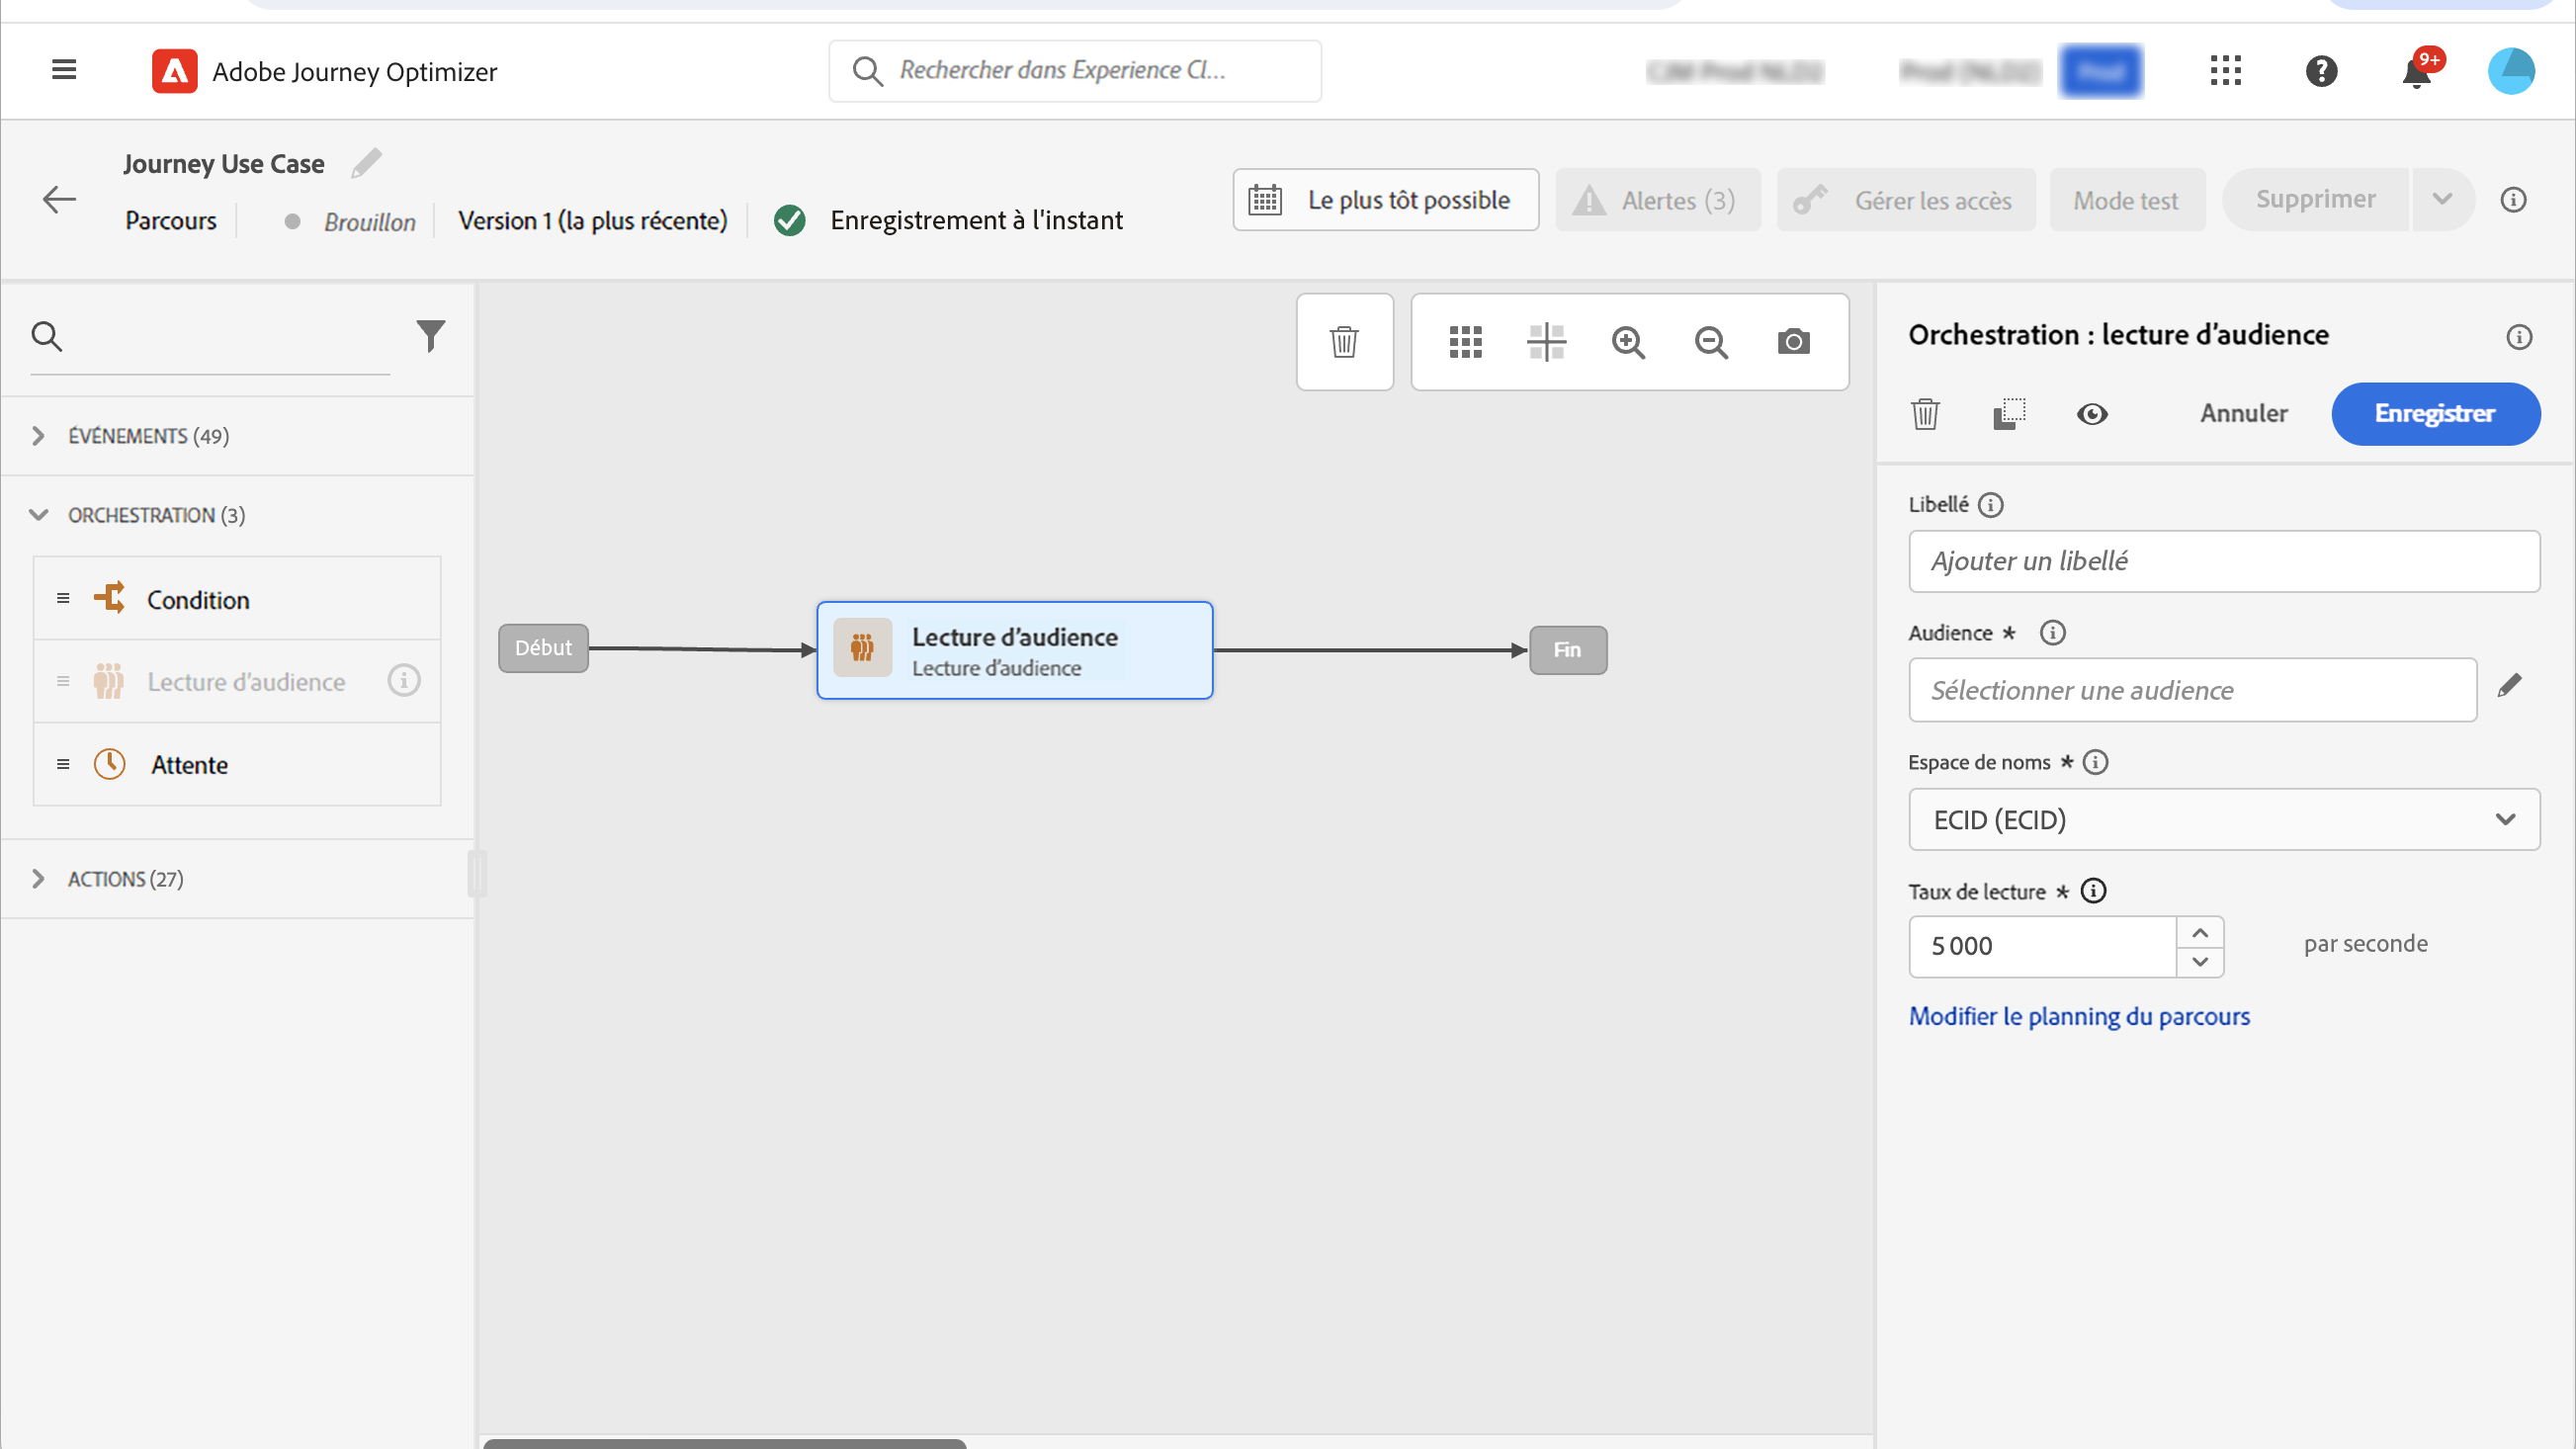 Adobe Journey Optimizer
Rechercher dans Experience Cl...
9+
Journey Use Case
Parcours
Brouillon
Version 1 (la plus récente)
Enregistrement à l'instant
Le plus tôt possible
Alertes (3)
Gérer les accès
Mode test
Supprimer
ÉVÉNEMENTS (49)
ORCHESTRATION (3)
Condition
Lecture d’audience
Attente
ACTIONS (27)
Début
Lecture d’audience
Lecture d’audience
Fin
Orchestration : lecture d’audience
Annuler
Enregistrer
Libellé
Ajouter un libellé
Audience *
Sélectionner une audience
Espace de noms *
ECID (ECID)
Taux de lecture *
5 000
par seconde
Modifier le planning du parcours